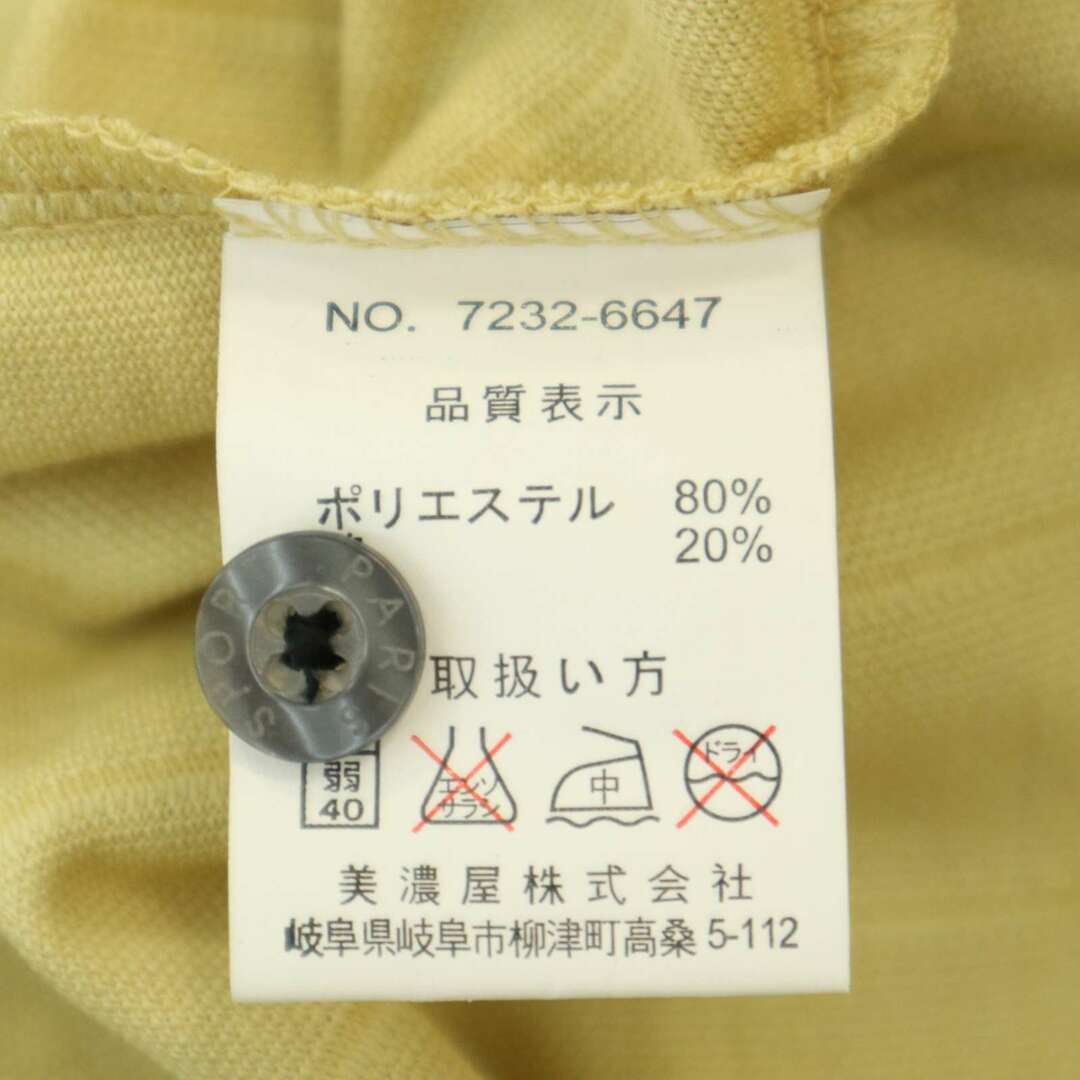 NO. 7232-6647
品質表示
ポリエステル 80%
20%
SHOR PARIS
取扱い方
弱
40
エンソ
サラシ
中
ドライ
美濃屋株式会社
岐阜県岐阜市柳津町高桑5-112